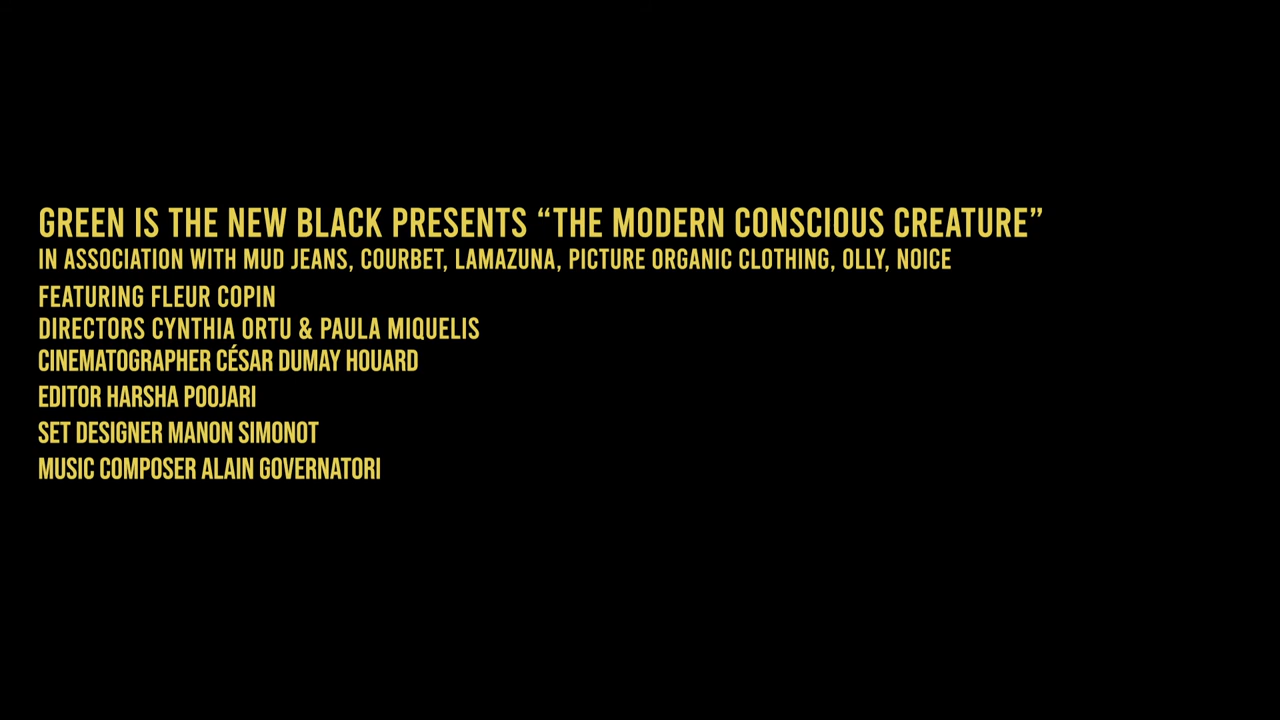 GREEN IS THE NEW BLACK PRESENTS “THE MODERN CONSCIOUS CREATURE”
IN ASSOCIATION WITH MUD JEANS, COURBET, LAMAZUNA, PICTURE ORGANIC CLOTHING, OLLY, NOICE
FEATURING FLEUR COPIN
DIRECTORS CYNTHIA ORTU & PAULA MIQUELIS
CINEMATOGRAPHER CÉSAR DUMAY HOUARD
EDITOR HARSHA POOJARI
SET DESIGNER MANON SIMONOT
MUSIC COMPOSER ALAIN GOVERNATORI